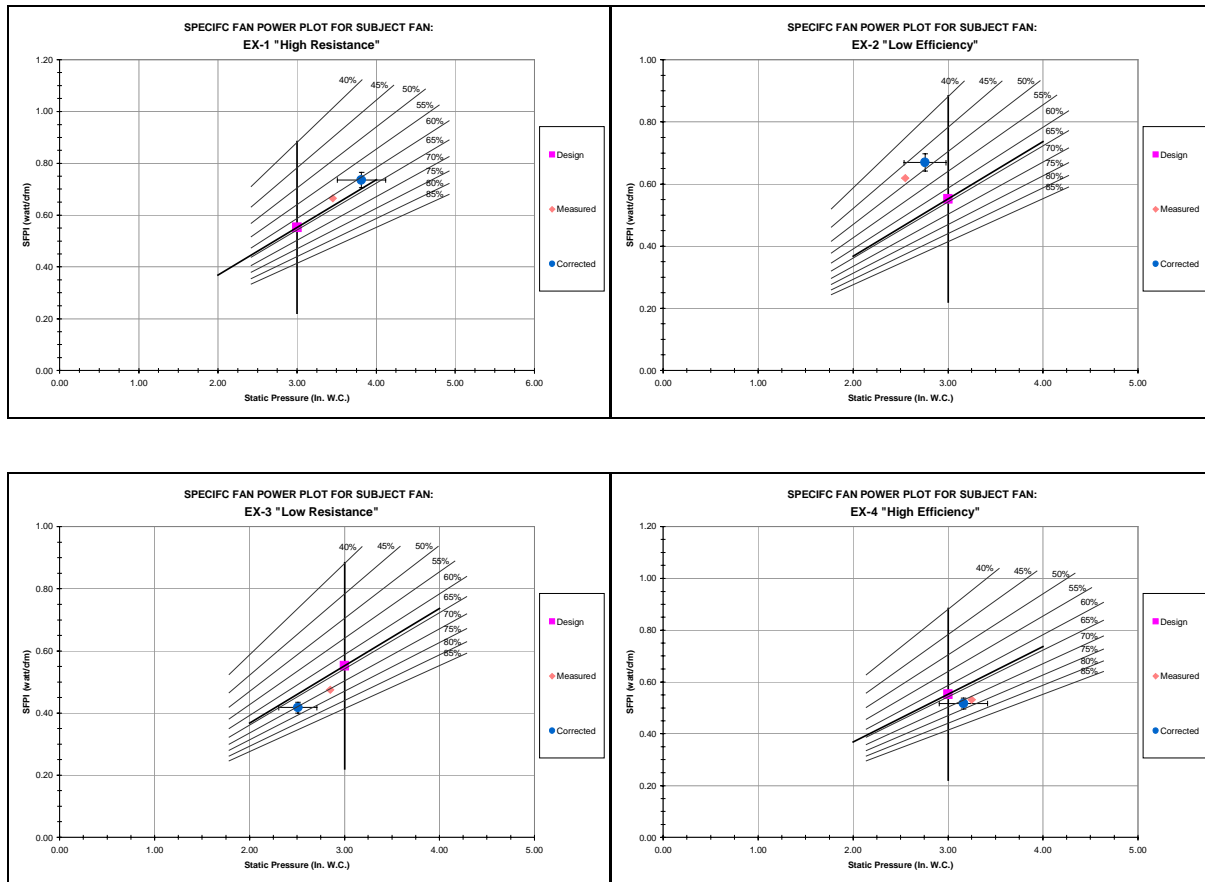 SPECIFC FAN POWER PLOT FOR SUBJECT FAN:
EX-1 "High Resistance"
1.20
1.00
0.80
0.60
0.40
0.20
0.00
SFPI (watt/cfm)
40%
45%
50%
55%
60%
65%
70%
75%
80%
85%
0.00 1.00 2.00 3.00 4.00 5.00 6.00
Static Pressure (In. W.C.)
Design
Measured
Corrected
SPECIFC FAN POWER PLOT FOR SUBJECT FAN:
EX-2 "Low Efficiency"
1.00
0.80
0.60
0.40
0.20
0.00
SFPI (watt/cfm)
40%
45%
50%
55%
60%
65%
70%
75%
80%
85%
0.00 1.00 2.00 3.00 4.00 5.00
Static Pressure (In. W.C.)
Design
Measured
Corrected
SPECIFC FAN POWER PLOT FOR SUBJECT FAN:
EX-3 "Low Resistance"
1.00
0.80
0.60
0.40
0.20
0.00
SFPI (watt/cfm)
40%
45%
50%
55%
60%
65%
70%
75%
80%
85%
0.00 1.00 2.00 3.00 4.00 5.00
Static Pressure (In. W.C.)
Design
Measured
Corrected
SPECIFC FAN POWER PLOT FOR SUBJECT FAN:
EX-4 "High Efficiency"
1.20
1.00
0.80
0.60
0.40
0.20
0.00
SFPI (watt/cfm)
40%
45%
50%
55%
60%
65%
70%
75%
80%
85%
0.00 1.00 2.00 3.00 4.00 5.00
Static Pressure (In. W.C.)
Design
Measured
Corrected